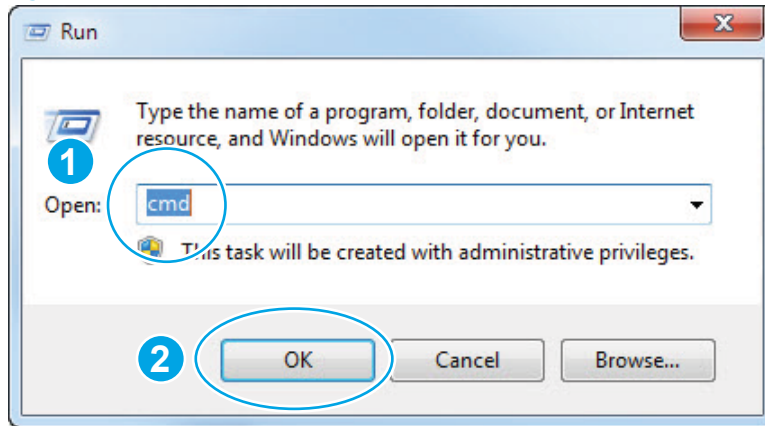 Run
X
Type the name of a program, folder, document, or Internet
resource, and Windows will open it for you.
1
Open:
cmd
This task will be created with administrative privileges.
2
OK
Cancel
Browse...